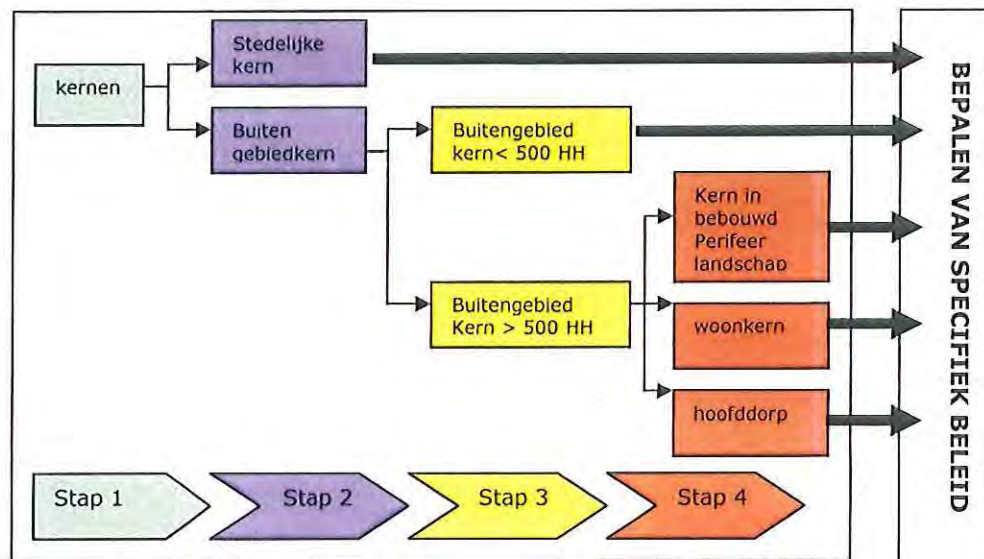 Stedelijke
kern
kernen
Buiten
gebiedkern
Buitengebied
kern< 500 HH
Kern in
bebouwd
Perifeer
landschap
Buitengebied
Kern > 500 HH
woonkern
hoofddorp
Stap 1
Stap 2
Stap 3
Stap 4
BEPALEN VAN SPECIFIEK BELEID